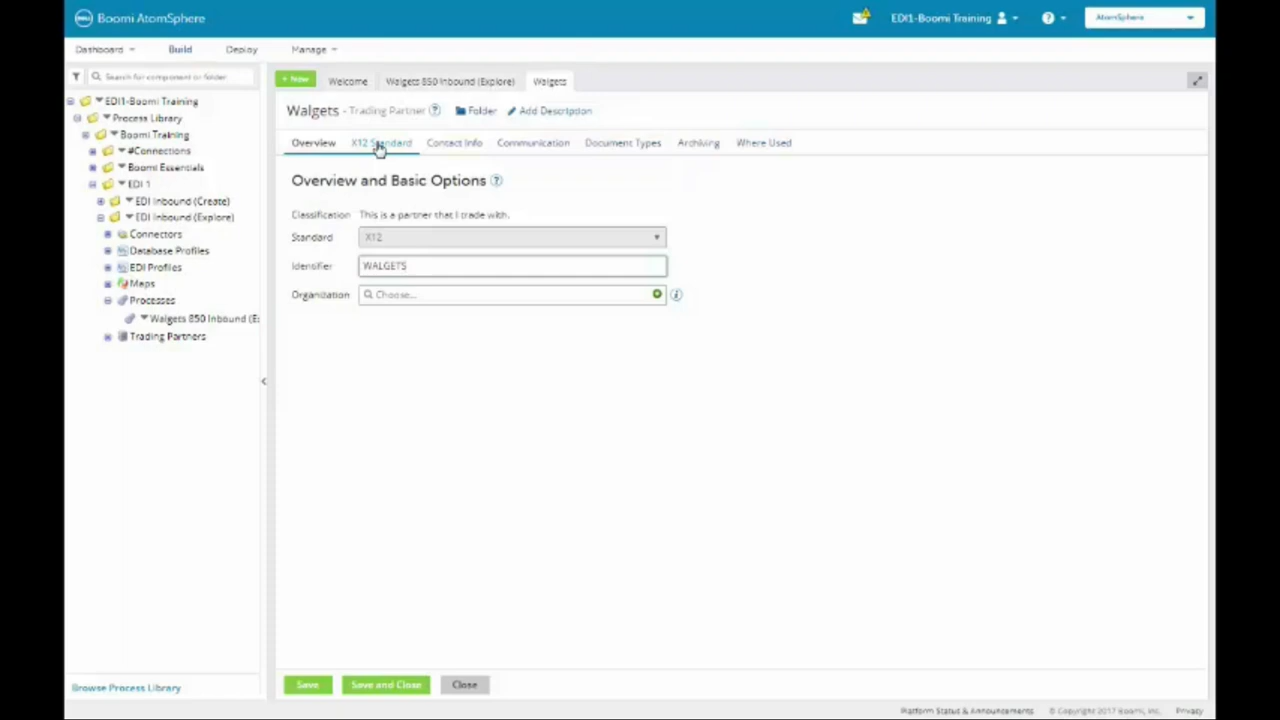 DELL Boomi AtomSphere
EDI1-Boomi Training
AtomSphere
Dashboard Build Deploy Manage
Search for component or folder
+ New Welcome Walgets 850 Inbound (Explore) Walgets
Walgets - Trading Partner Folder Add Description
Overview X12 Standard Contact Info Communication Document Types Archiving Where Used
Overview and Basic Options
Classification This is a partner that I trade with.
Standard X12
Identifier WALGETS
Organization Choose...
EDI1-Boomi Training
Process Library
Boomi Training
#Connections
Boomi Essentials
EDI 1
EDI Inbound (Create)
EDI Inbound (Explore)
Connectors
Database Profiles
EDI Profiles
Maps
Processes
Walgets 850 Inbound (E:
Trading Partners
Browse Process Library
Save Save and Close Close
Platform Status & Announcements © Copyright 2017 Boomi, Inc. Privacy